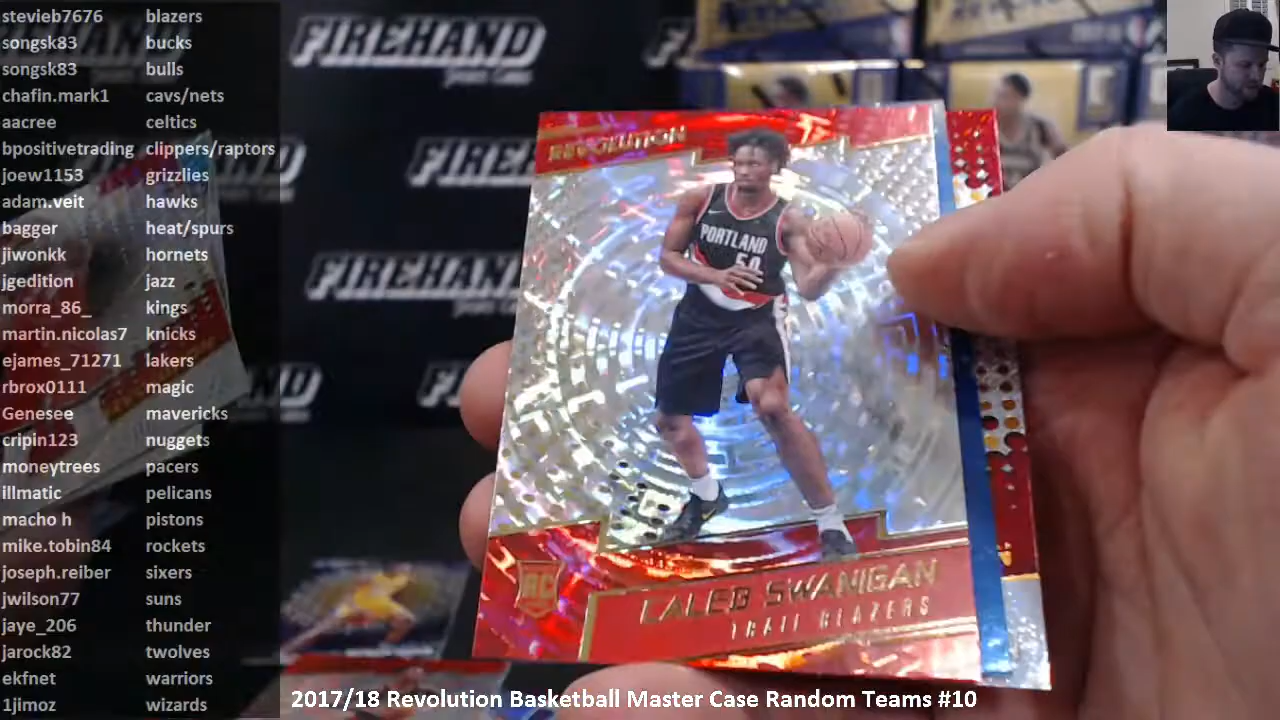 stevieb7676 blazers
songsk83 bucks
songsk83 bulls
chafin.mark1 cavs/nets
aacree celtics
bpositivetrading clippers/raptors
joew1153 grizzlies
adam.veit hawks
bagger heat/spurs
jiwonkk hornets
jgedition jazz
morra_86_ kings
martin.nicolas7 knicks
ejames_71271 lakers
rbrox0111 magic
Genesee mavericks
cripin123 nuggets
moneytrees pacers
illmatic pelicans
macho h pistons
mike.tobin84 rockets
joseph.reiber sixers
jwilson77 suns
jaye_206 thunder
jarock82 twolves
ekfnet warriors
1jimoz wizards
FIREHAND
FIREHAND
FIREHAND
REVOLUTION
PORTLAND
50
RC
CALEB SWANIGAN
TRAIL BLAZERS
2017/18 Revolution Basketball Master Case Random Teams #10